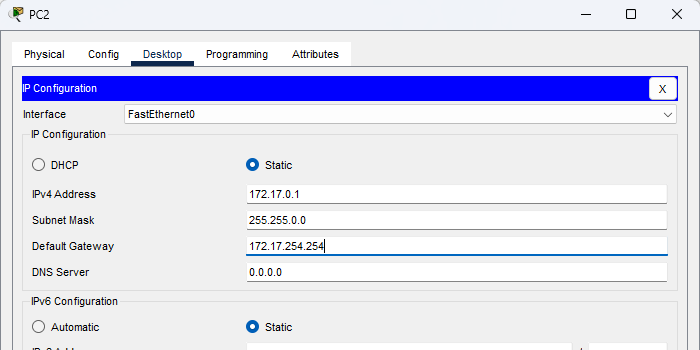 PC2
Physical Config Desktop Programming Attributes
IP Configuration X
Interface FastEthernet0
IP Configuration
DHCP Static
IPv4 Address 172.17.0.1
Subnet Mask 255.255.0.0
Default Gateway 172.17.254.254
DNS Server 0.0.0.0
IPv6 Configuration
Automatic Static